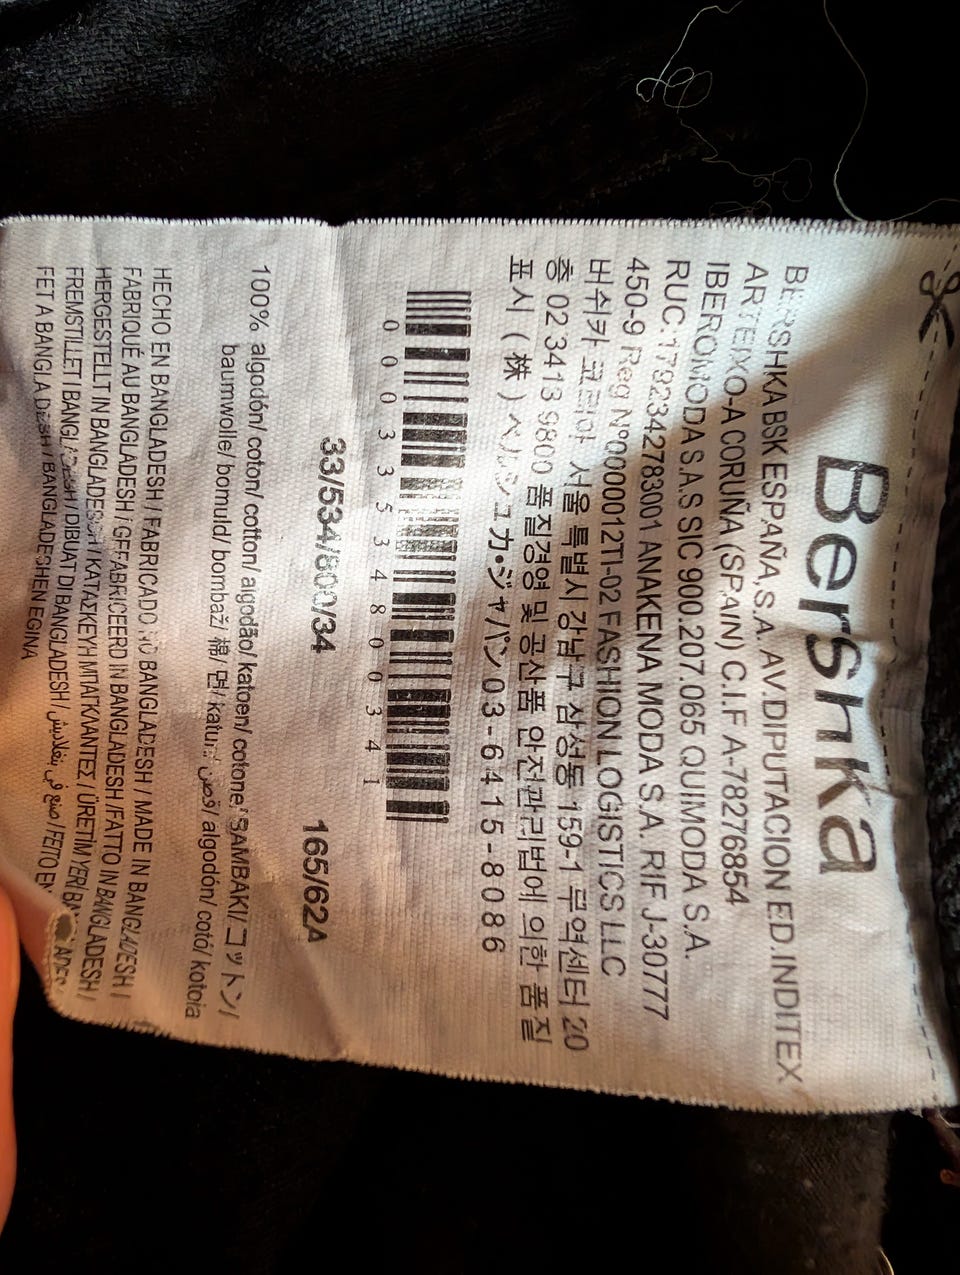 Bershka
BERSHKA BSK ESPAÑA, S.A. AV.DIPUTACION ED.INDITEX
ARTEIXO-A CORUÑA (SPAIN) C.I.F A-78276854
IBEROMODA S.A.S SIC 900.207.065 QUIMODA S.A.
RUC.1792342783001 ANAKENA MODA S.A. RIF J-30777
450-9 Reg Nº0000012TI-02 FASHION LOGISTICS LLC
버쉬카 코리아 서울 특별시 강남구 삼성동 159-1 무역센터 20
층 02 3413 9800 품질경영 및 공산품 안전관리법에 의한 품질
표시 (株) ベルシュカ•ジャパン 03-6415-8086
0 0 0 3 3 5 3 4 8 0 0 3 4 1
33/534/800/34 165/62A
100% algodón/ coton/ cotton/ algodão/ katoen/ cotone/ ΒΑΜΒΑΚΙ/ コットン/
baumwolle/ bomuld/ bombaž/ 棉/ 면/ katun/ قطن/ algodón/ cotó/ kotoia
HECHO EN BANGLADESH / FABRICADO NO BANGLADESH / MADE IN BANGLADESH /
FABRIQUÉ AU BANGLADESH / GEFABRICEERD IN BANGLADESH / FATTO IN BANGLADESH /
HERGESTELLT IN BANGLADESH / ΚΑΤΑΣΚΕΥΗ ΜΠΑΓΚΛΑΝΤΕΣ / ÜRETİM YERİ BANGLADESH /
FREMSTILLET I BANGLADESH / DIBUAT DI BANGLADESH / صنع في بنغلاديش / FEITO EN
FET A BANGLADESH / BANGLADESHEN EGINA